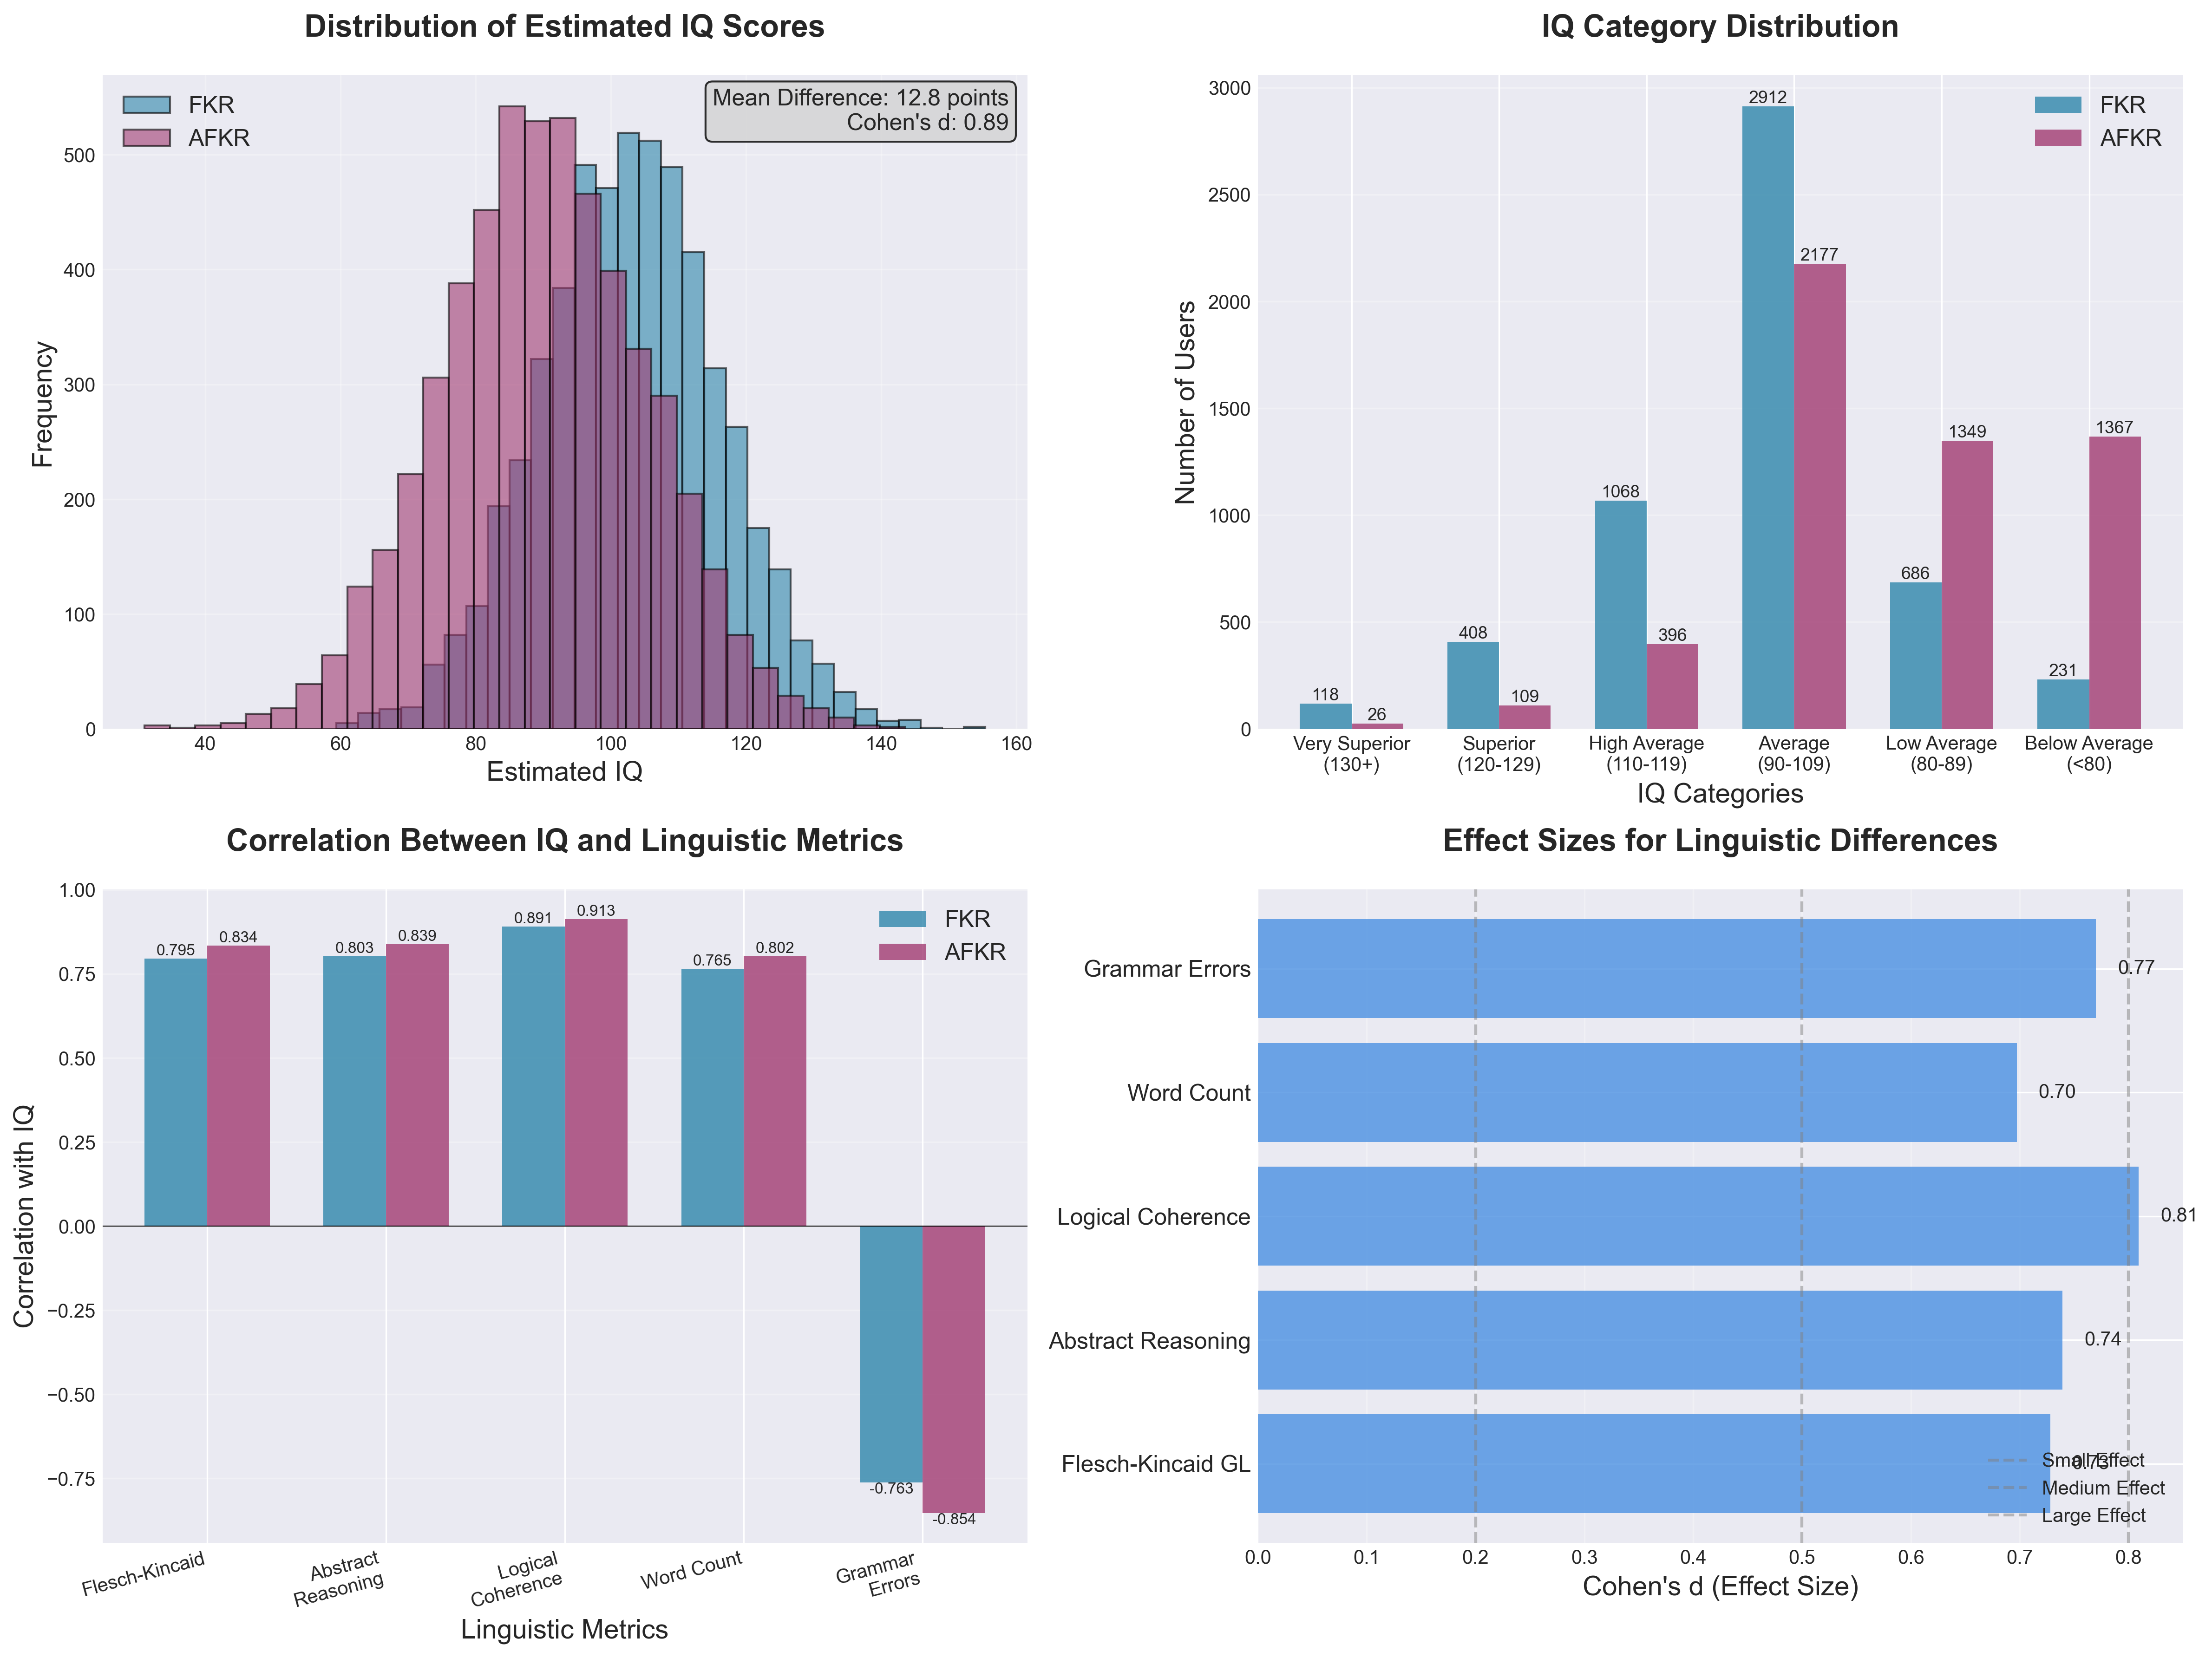 Distribution of Estimated IQ Scores
FKR
AFKR
Mean Difference: 12.8 points
Cohen's d: 0.89
Frequency
500
400
300
200
100
0
40
60
80
100
120
140
160
Estimated IQ
IQ Category Distribution
FKR
AFKR
Number of Users
3000
2500
2000
1500
1000
500
0
118
26
408
109
1068
396
2912
2177
686
1349
231
1367
Very Superior
(130+)
Superior
(120-129)
High Average
(110-119)
Average
(90-109)
Low Average
(80-89)
Below Average
(<80)
IQ Categories
Correlation Between IQ and Linguistic Metrics
FKR
AFKR
Correlation with IQ
1.00
0.75
0.50
0.25
0.00
−0.25
−0.50
−0.75
0.795
0.834
0.803
0.839
0.891
0.913
0.765
0.802
-0.763
-0.854
Flesch-Kincaid
Abstract
Reasoning
Logical
Coherence
Word Count
Grammar
Errors
Linguistic Metrics
Effect Sizes for Linguistic Differences
Grammar Errors
0.77
Word Count
0.70
Logical Coherence
0.81
Abstract Reasoning
0.74
Flesch-Kincaid GL
0.73
Small Effect
Medium Effect
Large Effect
0.0
0.1
0.2
0.3
0.4
0.5
0.6
0.7
0.8
Cohen's d (Effect Size)